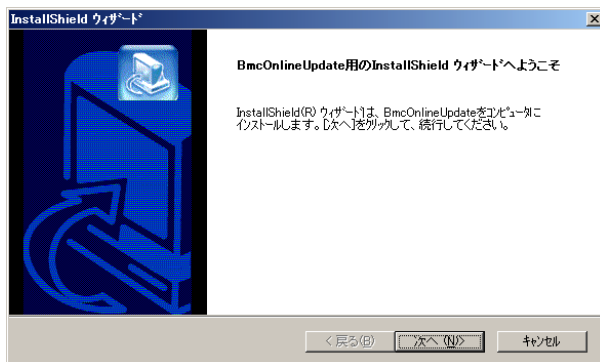 InstallShield ウィザード
BmcOnlineUpdate用のInstallShield ウィザードへようこそ
InstallShield(R) ウィザードは、BmcOnlineUpdateをコンピュータに
インストールします。[次へ]をクリックして、続行してください。
< 戻る(B)
次へ (N)>
キャンセル